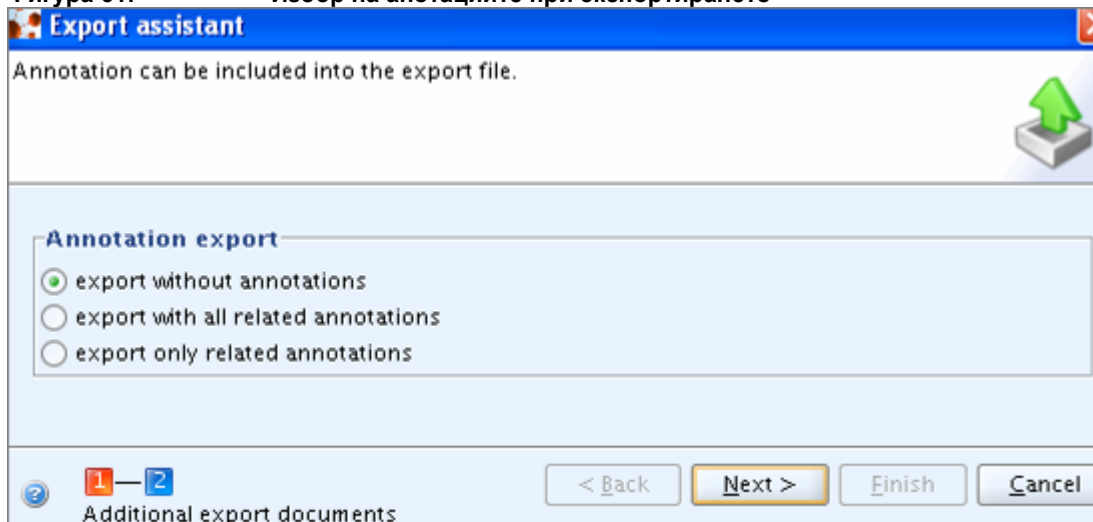 Фигура 61. Избор на анотациите при експортирането
Export assistant
Annotation can be included into the export file.
Annotation export
export without annotations
export with all related annotations
export only related annotations
1 2
< Back Next > Finish Cancel
Additional export documents